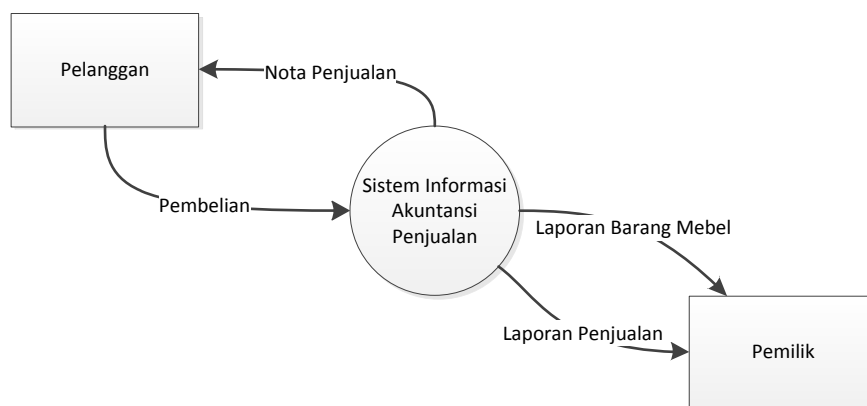 Pelanggan
Nota Penjualan
Pembelian
Sistem Informasi
Akuntansi
Penjualan
Laporan Barang Mebel
Laporan Penjualan
Pemilik